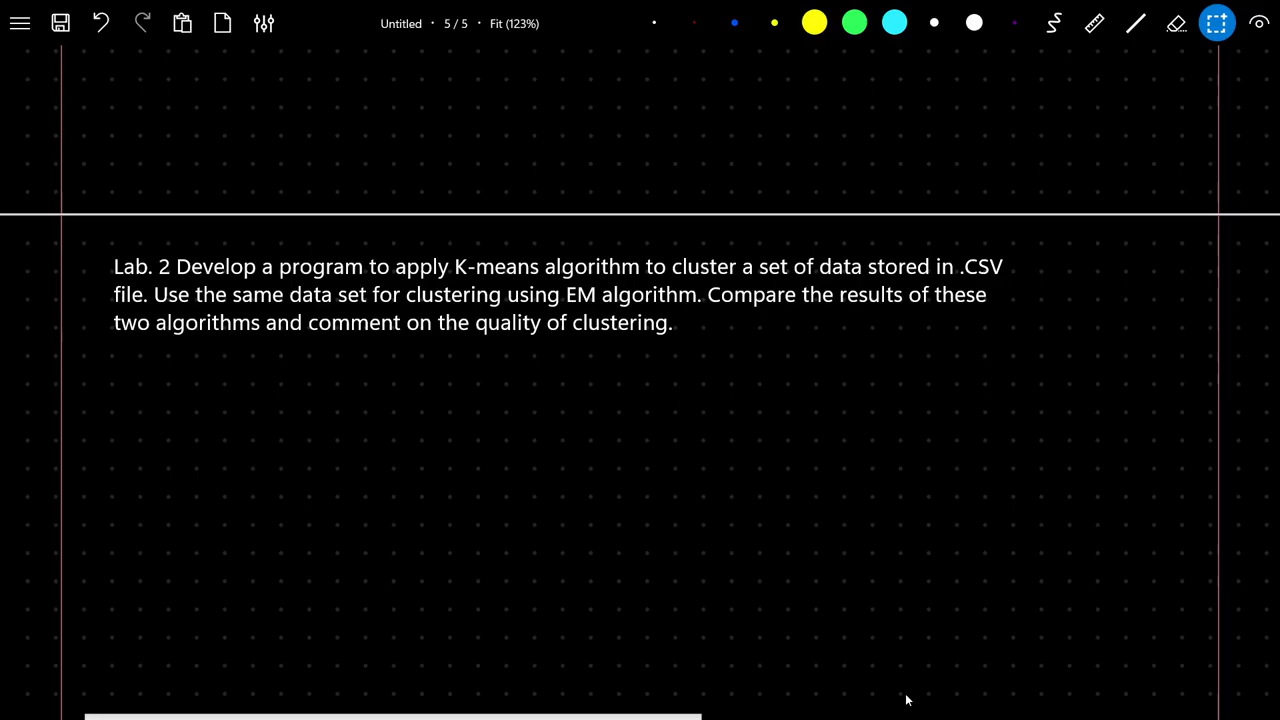 Untitled • 5 / 5 • Fit (123%)
Lab. 2 Develop a program to apply K-means algorithm to cluster a set of data stored in .CSV
file. Use the same data set for clustering using EM algorithm. Compare the results of these
two algorithms and comment on the quality of clustering.